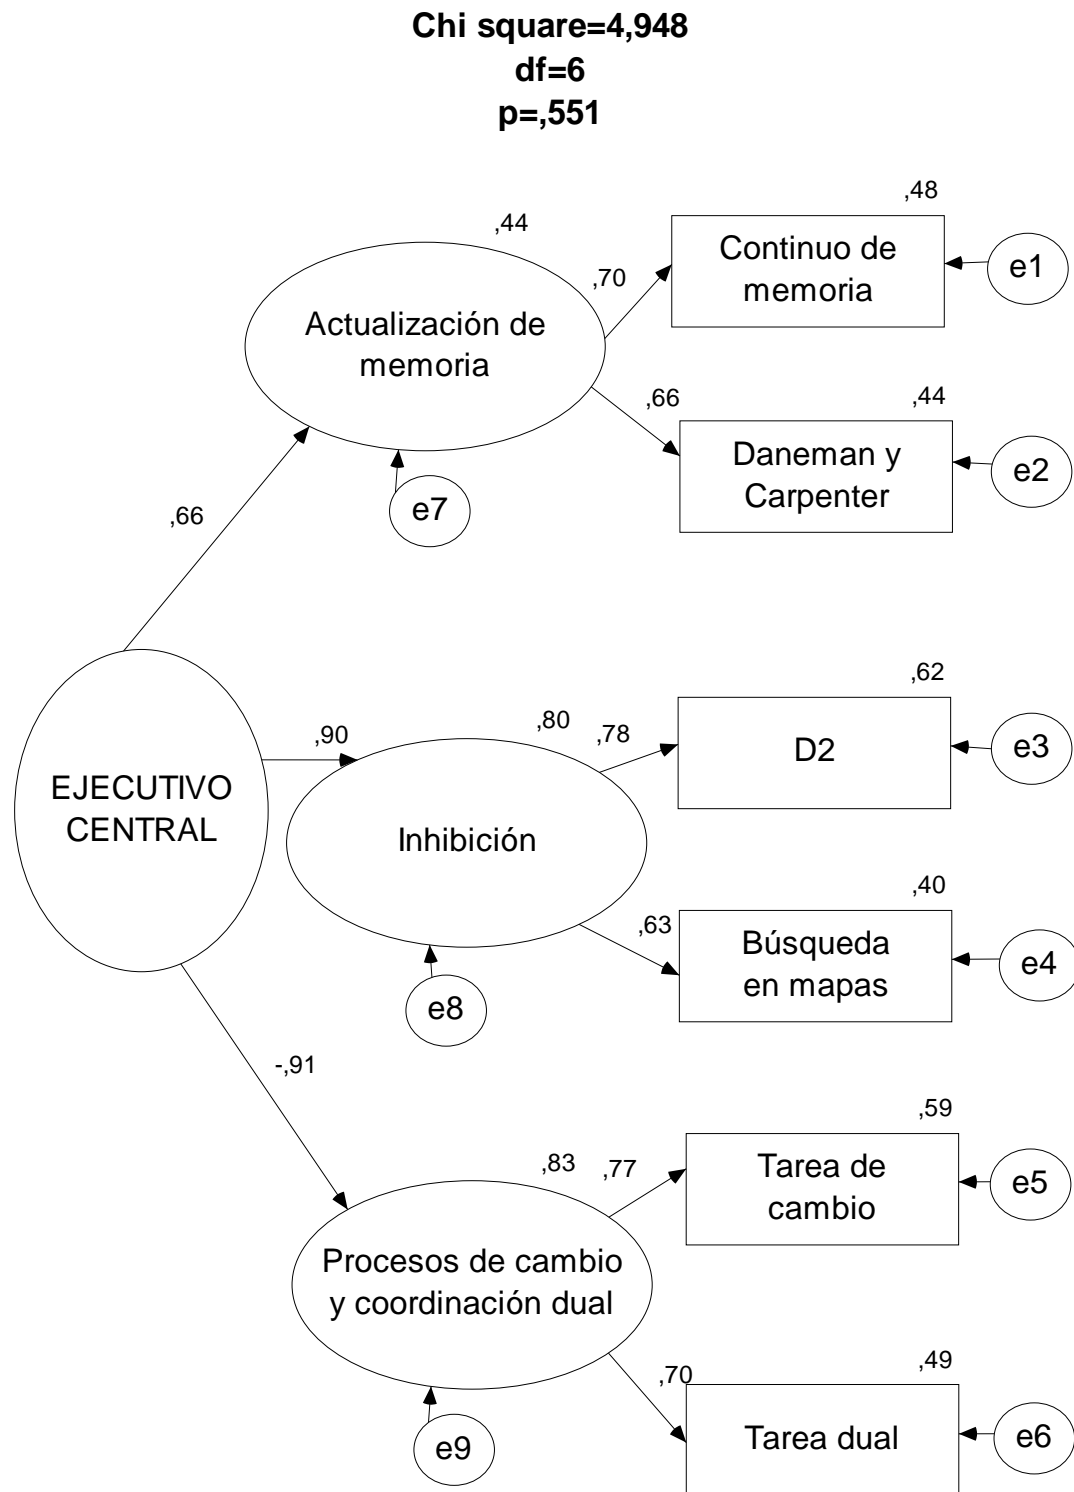 Chi square=4,948
df=6
p=,551
,48
,44
Continuo de
memoria
e1
,70
Actualización de
memoria
,66
,44
Daneman y
Carpenter
e2
e7
,66
,62
,90
,80
,78
D2
e3
EJECUTIVO
CENTRAL
Inhibición
,40
,63
Búsqueda
en mapas
e4
e8
-,91
,59
,83
,77
Tarea de
cambio
e5
Procesos de cambio
y coordinación dual
,49
,70
Tarea dual
e6
e9